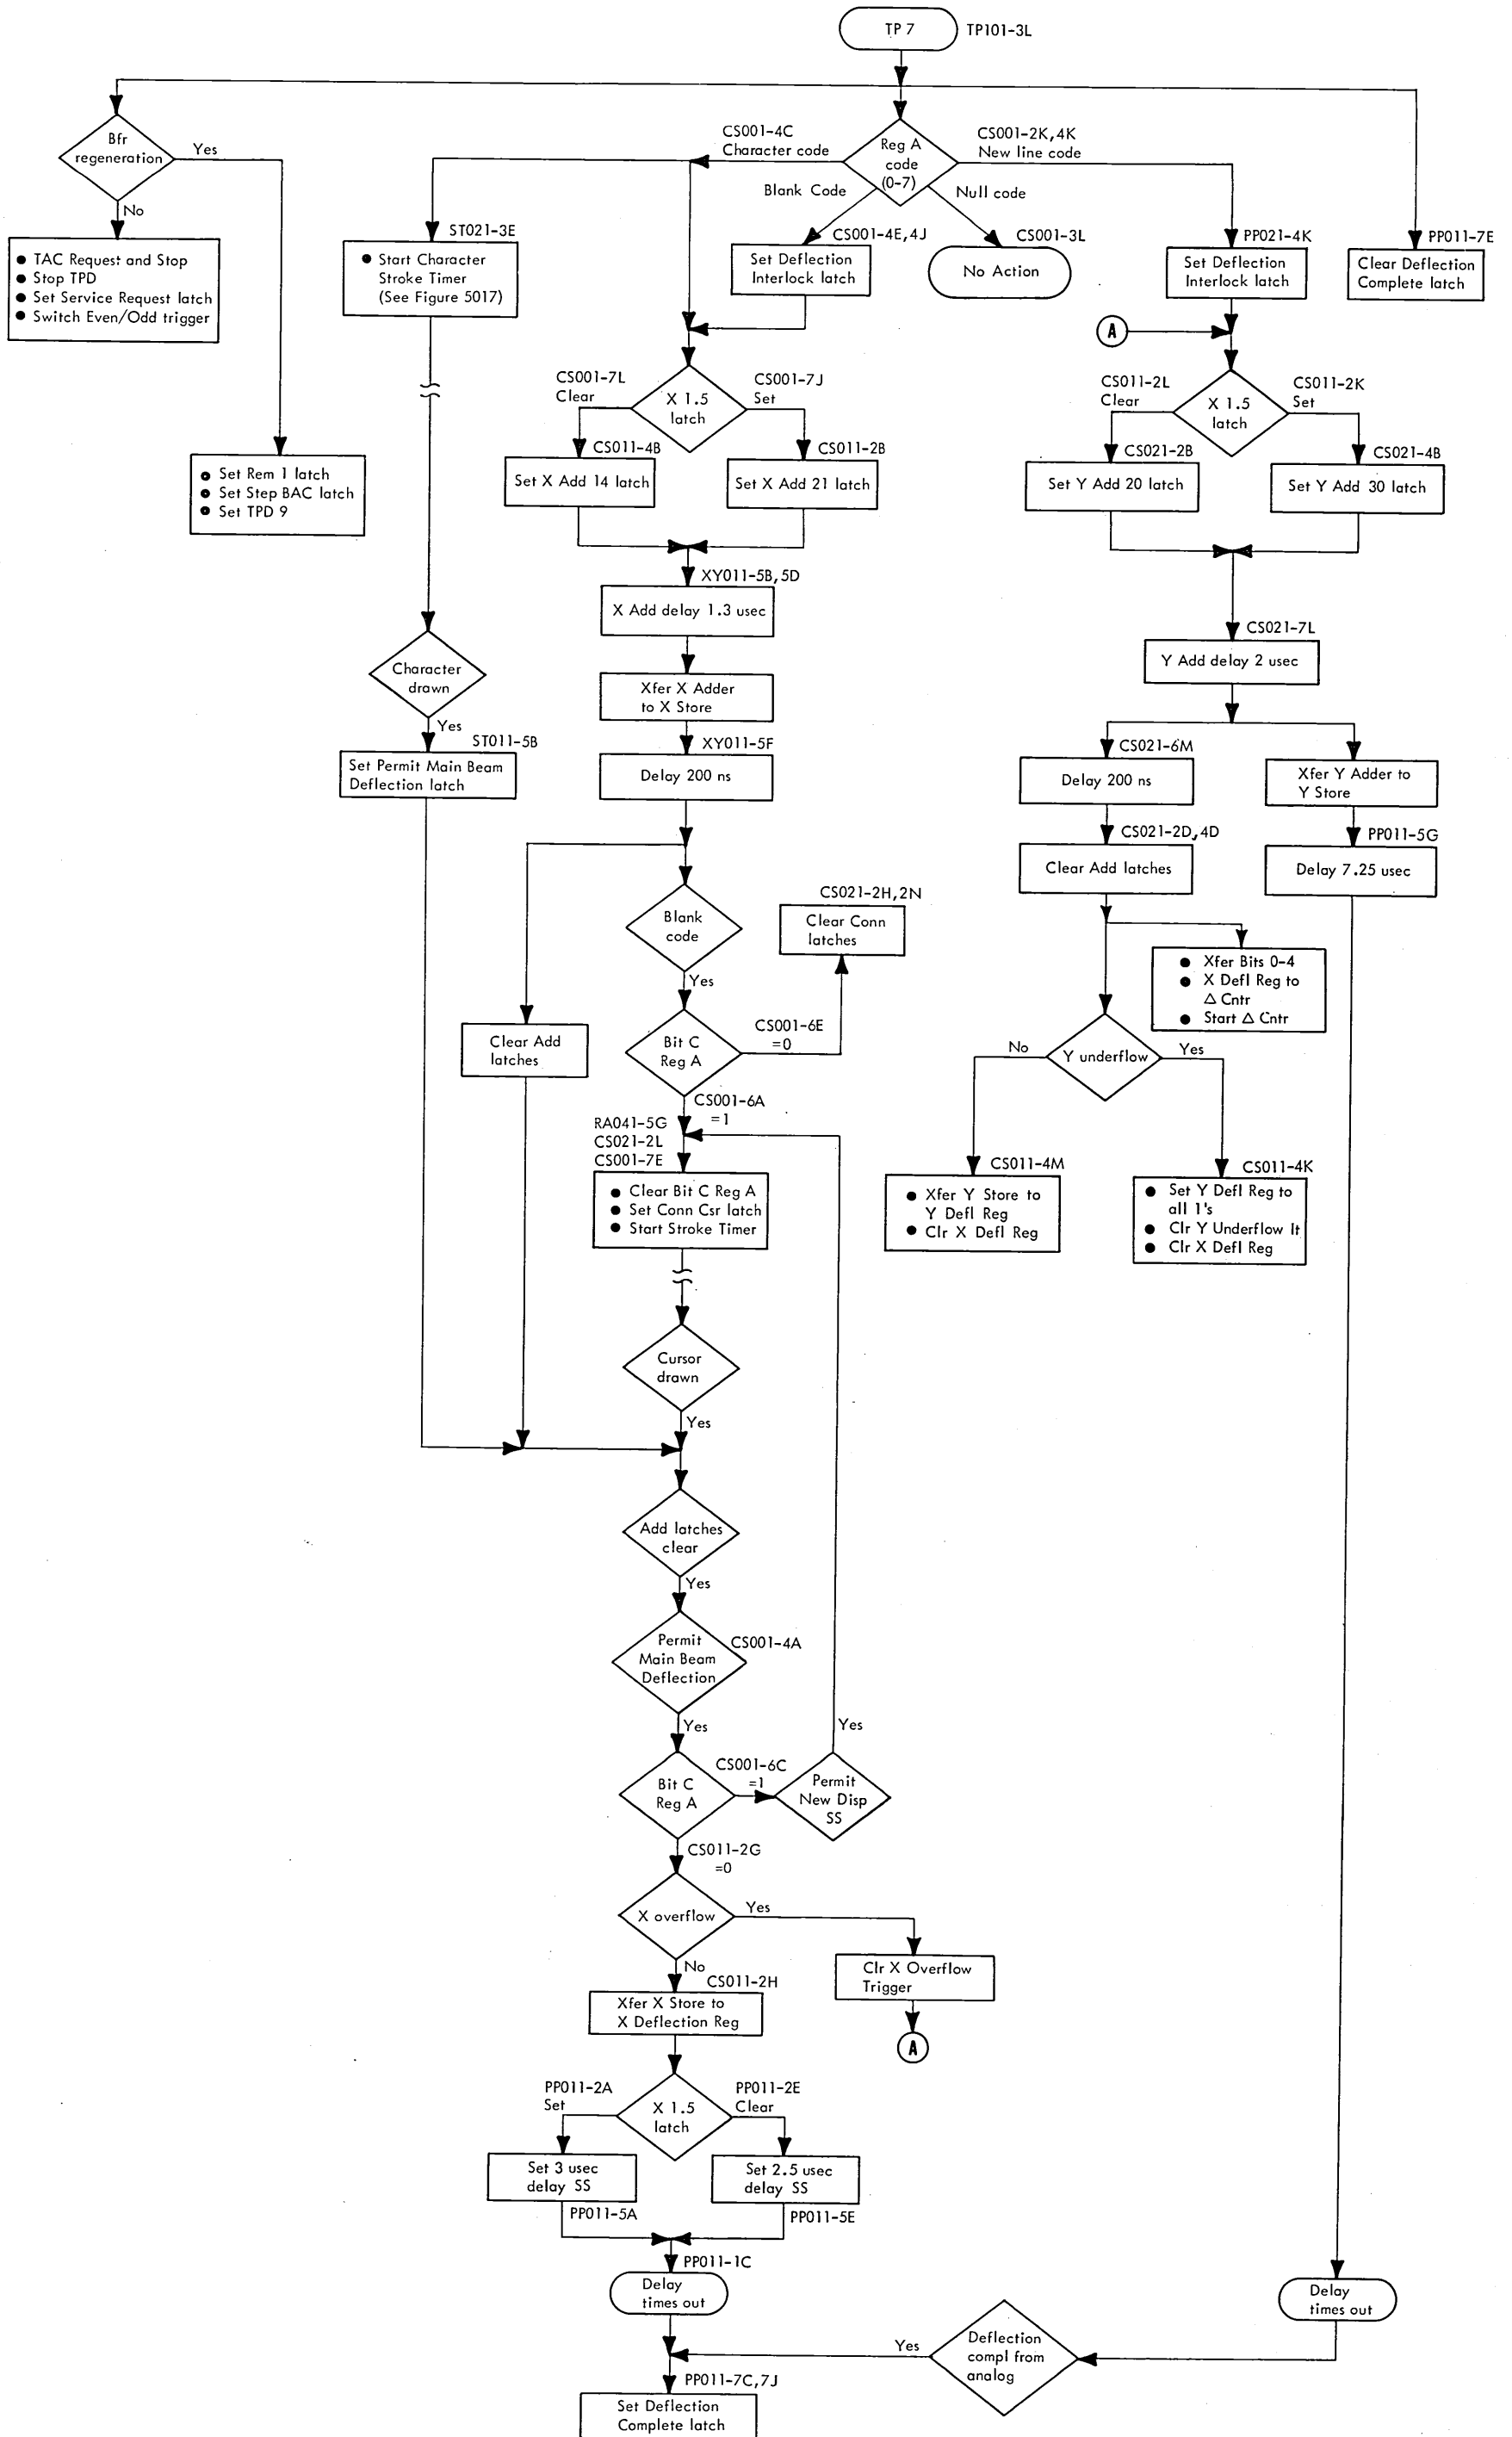 TP 7
TP101-3L
Bfr
regeneration
Yes
No
● TAC Request and Stop
● Stop TPD
● Set Service Request latch
● Switch Even/Odd trigger
● Set Rem 1 latch
● Set Step BAC latch
● Set TPD 9
CS001-4C
Character code
Reg A
code
(0-7)
CS001-2K,4K
New line code
Blank Code
Null code
ST021-3E
● Start Character
Stroke Timer
(See Figure 5017)
CS001-4E,4J
Set Deflection
Interlock latch
CS001-3L
No Action
PP021-4K
Set Deflection
Interlock latch
PP011-7E
Clear Deflection
Complete latch
A
CS001-7L
Clear
X 1.5
latch
CS001-7J
Set
CS011-4B
Set X Add 14 latch
CS011-2B
Set X Add 21 latch
CS011-2L
Clear
X 1.5
latch
CS011-2K
Set
CS021-2B
Set Y Add 20 latch
CS021-4B
Set Y Add 30 latch
XY011-5B,5D
X Add delay 1.3 usec
Xfer X Adder
to X Store
XY011-5F
Delay 200 ns
CS021-7L
Y Add delay 2 usec
Character
drawn
Yes
ST011-5B
Set Permit Main Beam
Deflection latch
CS021-6M
Delay 200 ns
Xfer Y Adder to
Y Store
CS021-2D,4D
Clear Add latches
PP011-5G
Delay 7.25 usec
Blank
code
Yes
CS021-2H,2N
Clear Conn
latches
● Xfer Bits 0-4
● X Defl Reg to
△ Cntr
● Start △ Cntr
Clear Add
latches
Bit C
Reg A
CS001-6E
=0
CS001-6A
=1
No
Y underflow
Yes
RA041-5G
CS021-2L
CS001-7E
● Clear Bit C Reg A
● Set Conn Csr latch
● Start Stroke Timer
CS011-4M
● Xfer Y Store to
Y Defl Reg
● Clr X Defl Reg
CS011-4K
● Set Y Defl Reg to
all 1's
● Clr Y Underflow lt
● Clr X Defl Reg
Cursor
drawn
Yes
Add latches
clear
Yes
Permit
Main Beam
Deflection
CS001-4A
Yes
Bit C
Reg A
CS001-6C
=1
Permit
New Disp
SS
Yes
CS011-2G
=0
X overflow
Yes
No
Clr X Overflow
Trigger
A
CS011-2H
Xfer X Store to
X Deflection Reg
PP011-2A
Set
X 1.5
latch
PP011-2E
Clear
Set 3 usec
delay SS
Set 2.5 usec
delay SS
PP011-5A
PP011-5E
PP011-1C
Delay
times out
Delay
times out
Yes
Deflection
compl from
analog
PP011-7C,7J
Set Deflection
Complete latch